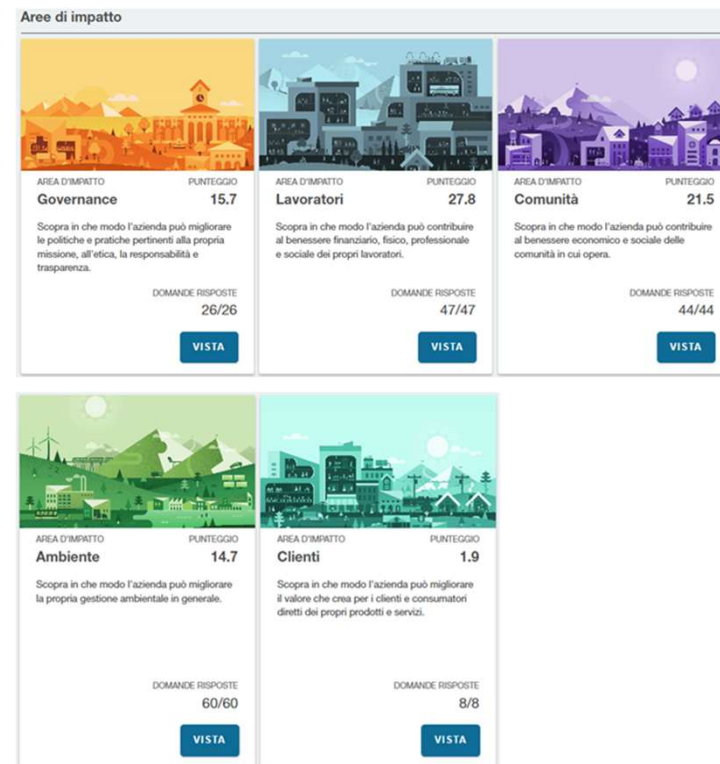 Aree di impatto
AREA D'IMPATTO PUNTEGGIO
Governance 15.7
Scopra in che modo l'azienda può migliorare
le politiche e pratiche pertinenti alla propria
missione, all'etica, la responsabilità e
trasparenza.
DOMANDE RISPOSTE
26/26
VISTA
AREA D'IMPATTO PUNTEGGIO
Lavoratori 27.8
Scopra in che modo l'azienda può contribuire
al benessere finanziario, fisico, professionale
e sociale dei propri lavoratori.
DOMANDE RISPOSTE
47/47
VISTA
AREA D'IMPATTO PUNTEGGIO
Comunità 21.5
Scopra in che modo l'azienda può contribuire
al benessere economico e sociale delle
comunità in cui opera.
DOMANDE RISPOSTE
44/44
VISTA
AREA D'IMPATTO PUNTEGGIO
Ambiente 14.7
Scopra in che modo l'azienda può migliorare
la propria gestione ambientale in generale.
DOMANDE RISPOSTE
60/60
VISTA
AREA D'IMPATTO PUNTEGGIO
Clienti 1.9
Scopra in che modo l'azienda può migliorare
il valore che crea per i clienti e consumatori
diretti dei propri prodotti e servizi.
DOMANDE RISPOSTE
8/8
VISTA